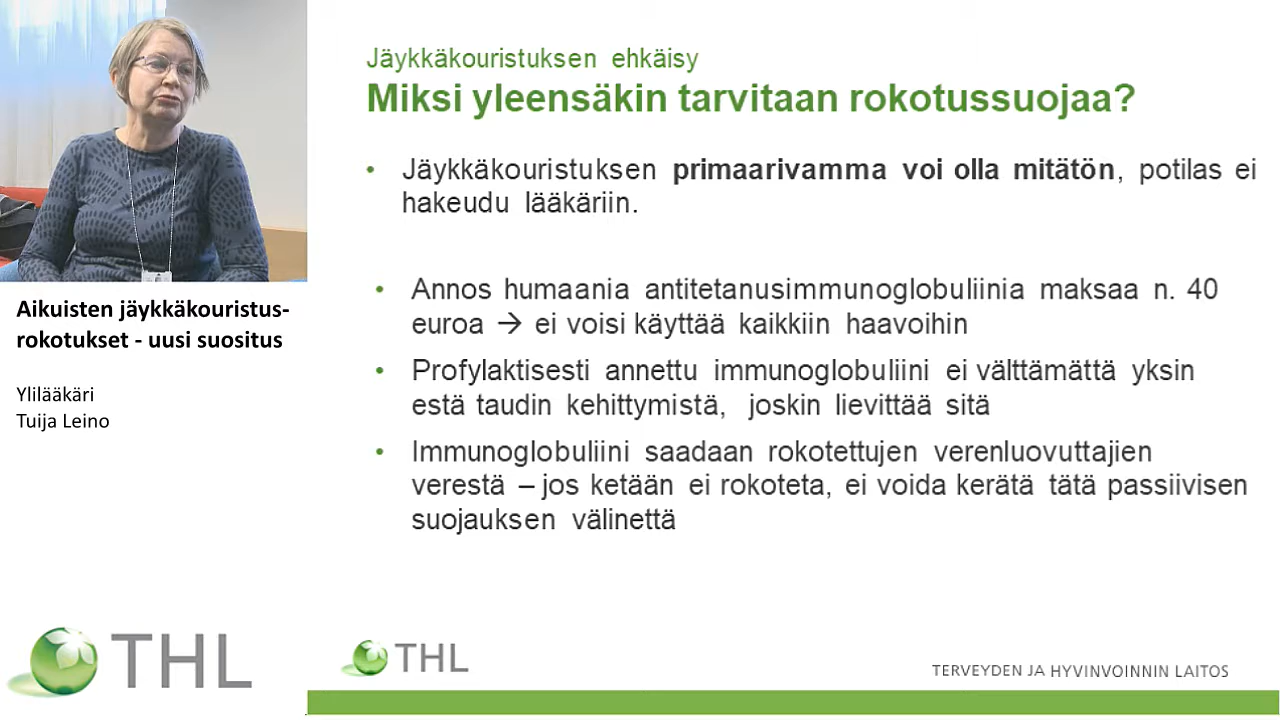 Jäykkäkouristuksen ehkäisy
Miksi yleensäkin tarvitaan rokotussuojaa?
• Jäykkäkouristuksen primaarivamma voi olla mitätön, potilas ei
hakeudu lääkäriin.
• Annos humaania antitetanusimmunoglobuliinia maksaa n. 40
euroa → ei voisi käyttää kaikkiin haavoihin
• Profylaktisesti annettu immunoglobuliini ei välttämättä yksin
estä taudin kehittymistä, joskin lievittää sitä
• Immunoglobuliini saadaan rokotettujen verenluovuttajien
verestä – jos ketään ei rokoteta, ei voida kerätä tätä passiivisen
suojauksen välinettä
Aikuisten jäykkäkouristus-
rokotukset - uusi suositus
Ylilääkäri
Tuija Leino
THL
THL
TERVEYDEN JA HYVINVOINNIN LAITOS